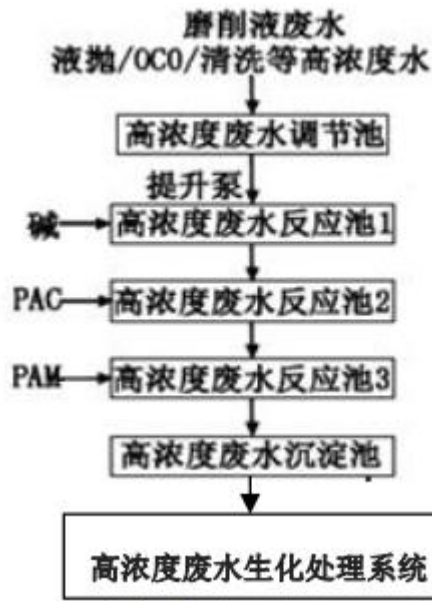 磨削液废水
液抛/OCO/清洗等高浓度水
高浓度废水调节池
提升泵
碱
高浓度废水反应池1
PAC
高浓度废水反应池2
PAM
高浓度废水反应池3
高浓度废水沉淀池
高浓度废水生化处理系统